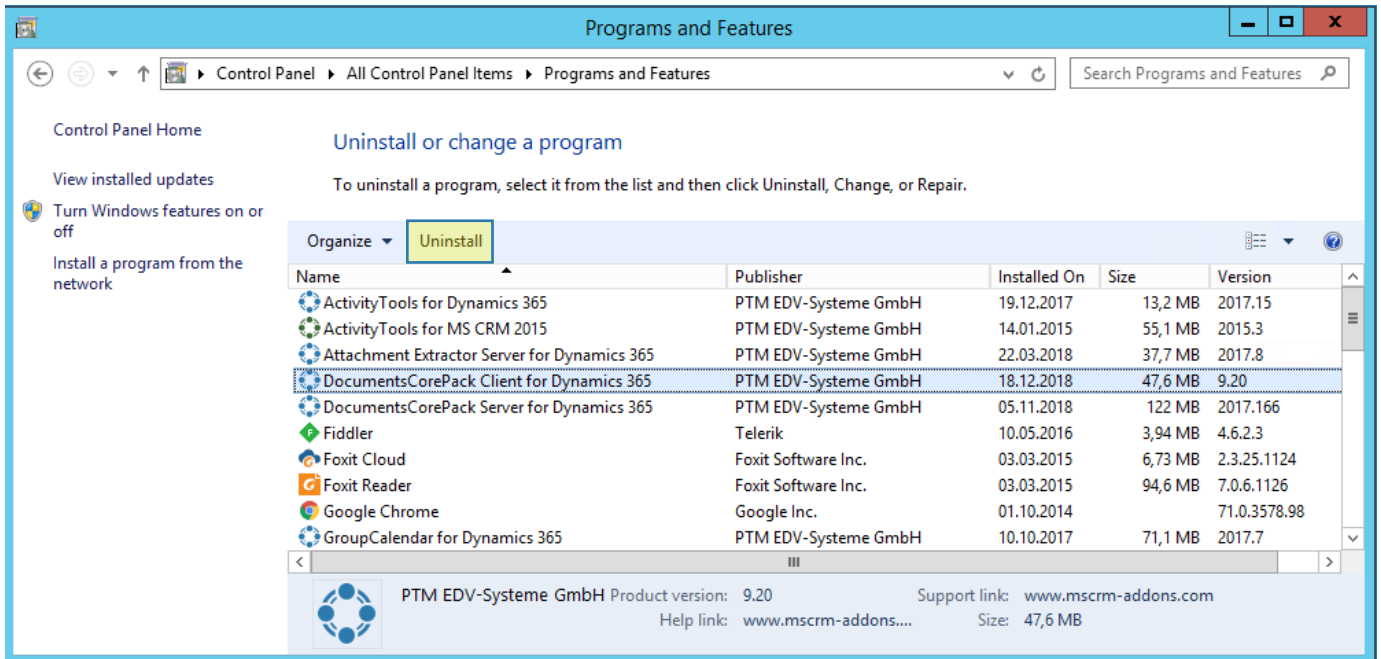 Programs and Features
Control Panel ▸ All Control Panel Items ▸ Programs and Features
Search Programs and Features
Control Panel Home
View installed updates
Turn Windows features on or
off
Install a program from the
network
Uninstall or change a program
To uninstall a program, select it from the list and then click Uninstall, Change, or Repair.
Organize Uninstall
Name Publisher Installed On Size Version
ActivityTools for Dynamics 365 PTM EDV-Systeme GmbH 19.12.2017 13,2 MB 2017.15
ActivityTools for MS CRM 2015 PTM EDV-Systeme GmbH 14.01.2015 55,1 MB 2015.3
Attachment Extractor Server for Dynamics 365 PTM EDV-Systeme GmbH 22.03.2018 37,7 MB 2017.8
DocumentsCorePack Client for Dynamics 365 PTM EDV-Systeme GmbH 18.12.2018 47,6 MB 9.20
DocumentsCorePack Server for Dynamics 365 PTM EDV-Systeme GmbH 05.11.2018 122 MB 2017.166
Fiddler Telerik 10.05.2016 3,94 MB 4.6.2.3
Foxit Cloud Foxit Software Inc. 03.03.2015 6,73 MB 2.3.25.1124
Foxit Reader Foxit Software Inc. 03.03.2015 94,6 MB 7.0.6.1126
Google Chrome Google Inc. 01.10.2014 71.0.3578.98
GroupCalendar for Dynamics 365 PTM EDV-Systeme GmbH 10.10.2017 71,1 MB 2017.7
PTM EDV-Systeme GmbH Product version: 9.20 Support link: www.mscrm-addons.com
Help link: www.mscrm-addons.... Size: 47,6 MB